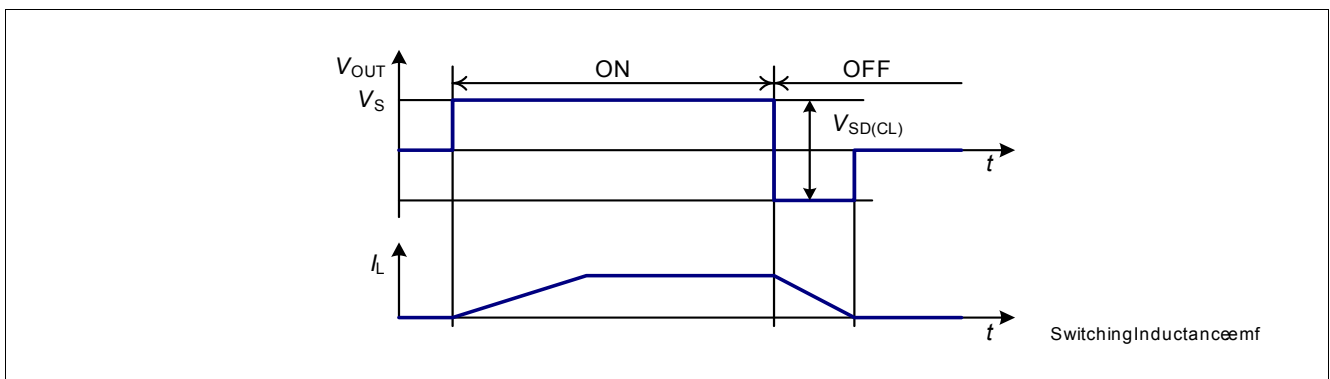 VOUT
ON
OFF
VS
VSD(CL)
t
IL
t
SwitchingInductanceemf